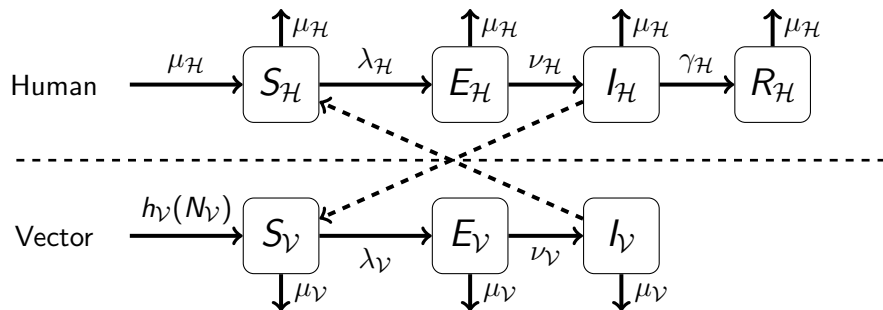 μ_ℋ μ_ℋ μ_ℋ μ_ℋ
Human μ_ℋ S_ℋ λ_ℋ E_ℋ ν_ℋ I_ℋ γ_ℋ R_ℋ
Vector h_𝒱(N_𝒱) S_𝒱 λ_𝒱 E_𝒱 ν_𝒱 I_𝒱
μ_𝒱 μ_𝒱 μ_𝒱